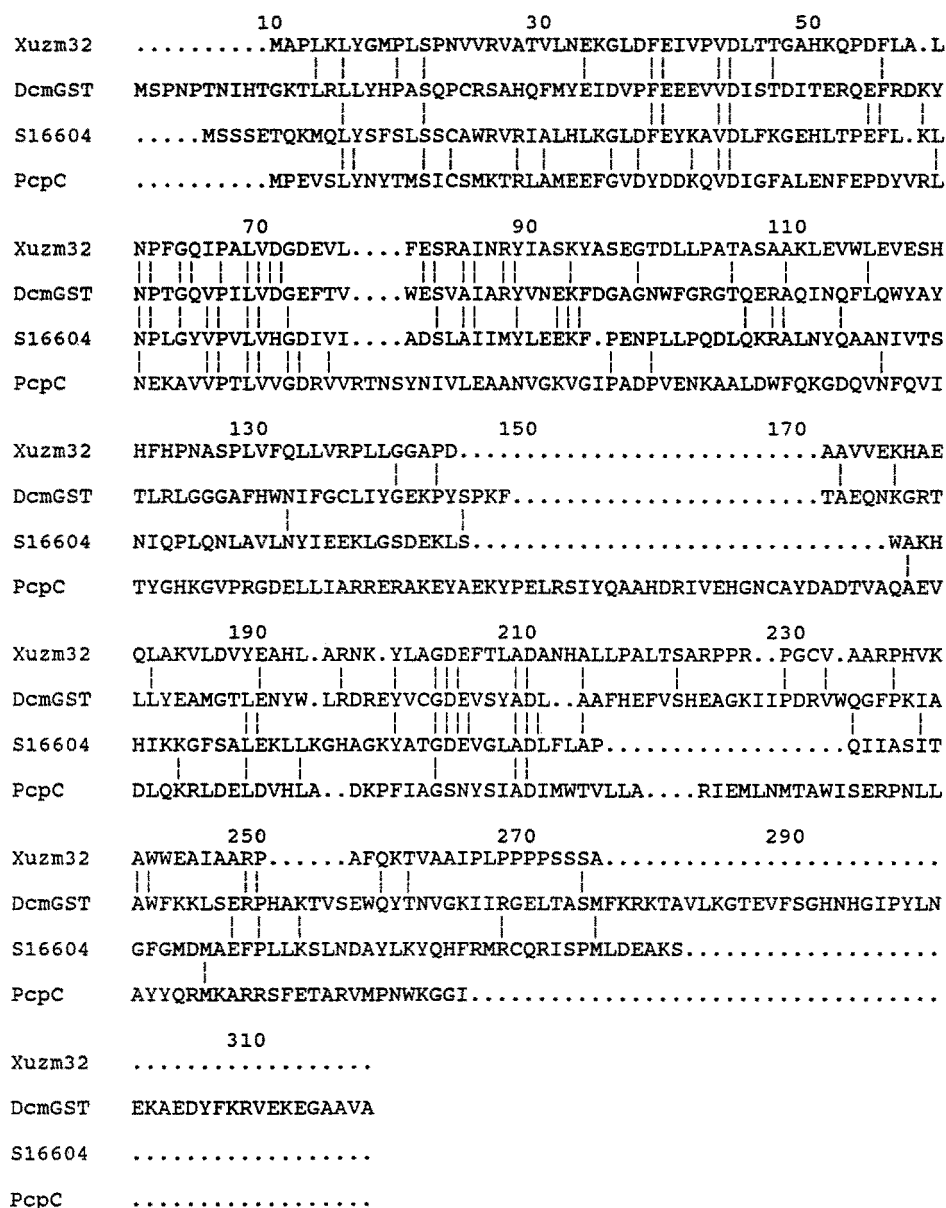 10 30 50
Xuzm32 ..........MAPLKLYGMPLSPNVVRVATVLNEKGLDFEIVPVDLTTGAHKQPDFLA.L
DcmGST MSPNPTNIHTGKTLRLLYHPASQPCRSAHQFMYEIDVPFEEEVVDISTDITERQEFRDKY
S16604 .....MSSSETQKMQLYSFSLSSCAWRVRIALHLKGLDFEYKAVDLFKGEHLTPEFL.KL
PcpC ..........MPEVSLYNYTMSICSMKTRLAMEEFGVDYDDKQVDIGFALENFEPDYVRL
70 90 110
Xuzm32 NPFGQIPALVDGDEVL....FESRAINRYIASKYASEGTDLLPATASAAKLEVWLEVESH
DcmGST NPTGQVPILVDGEFTV....WESVAIARYVNEKFDGAGNWFGRGTQERAQINQFLQWYAY
S16604 NPLGYVPVLVHGDIVI....ADSLAIIMYLEEKF.PENPLLPQDLQKRALNYQAANIVTS
PcpC NEKAVVPTLVVGDRVVRTNSYNIVLEAANVGKVGIPADPVENKAALDWFQKGDQVNFQVI
130 150 170
Xuzm32 HFHPNASPLVFQLLVRPLLGGAPD...........................AAVVEKHAE
DcmGST TLRLGGGAFHWNIFGCLIYGEKPYSPKF.......................TAEQNKGRT
S16604 NIQPLQNLAVLNYIEEKLGSDEKLS...............................WAKH
PcpC TYGHKGVPRGDELLIARRERAKEYAEKYPELRSIYQAAHDRIVEHGNCAYDADTVAQAEV
190 210 230
Xuzm32 QLAKVLDVYEAHL.ARNK.YLAGDEFTLADANHALLPALTSARPPR..PGCV.AARPHVK
DcmGST LLYEAMGTLENYW.LRDREYVCGDEVSYADL..AAFHEFVSHEAGKIIPDRVWQGFPKIA
S16604 HIKKGFSALEKLLKGHAGKYATGDEVGLADLFLAP.................QIIASIT
PcpC DLQKRLDELDVHLA..DKPFIAGSNYSIADIMWTVLLA....RIEMLNMTAWISERPNLL
250 270 290
Xuzm32 AWWEAIAARP......AFQKTVAAIPLPPPPSSSA.........................
DcmGST AWFKKLSERPHAKTVSEWQYTNVGKIIRGELTASMFKRKTAVLKGTEVFSGHNHGIPYLN
S16604 GFGMDMAEFPLLKSLNDAYLKYQHFRMRCQRISPMLDEAKS...................
PcpC AYYQRMKARRSFETARVMPNWKGGI...................................
310
Xuzm32 ..................
DcmGST EKAEDYFKRVEKEGAAVA
S16604 ..................
PcpC ..................